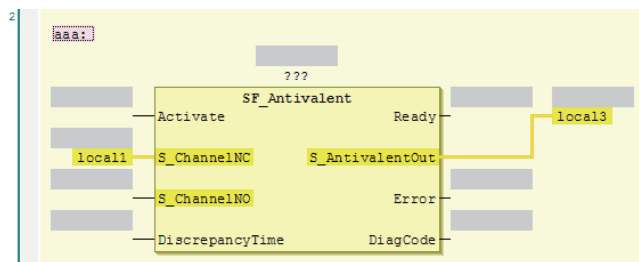 2
aaa:
???
SF_Antivalent
Activate Ready local3
local1 S_ChannelNC S_AntivalentOut
S_ChannelNO Error
DiscrepancyTime DiagCode